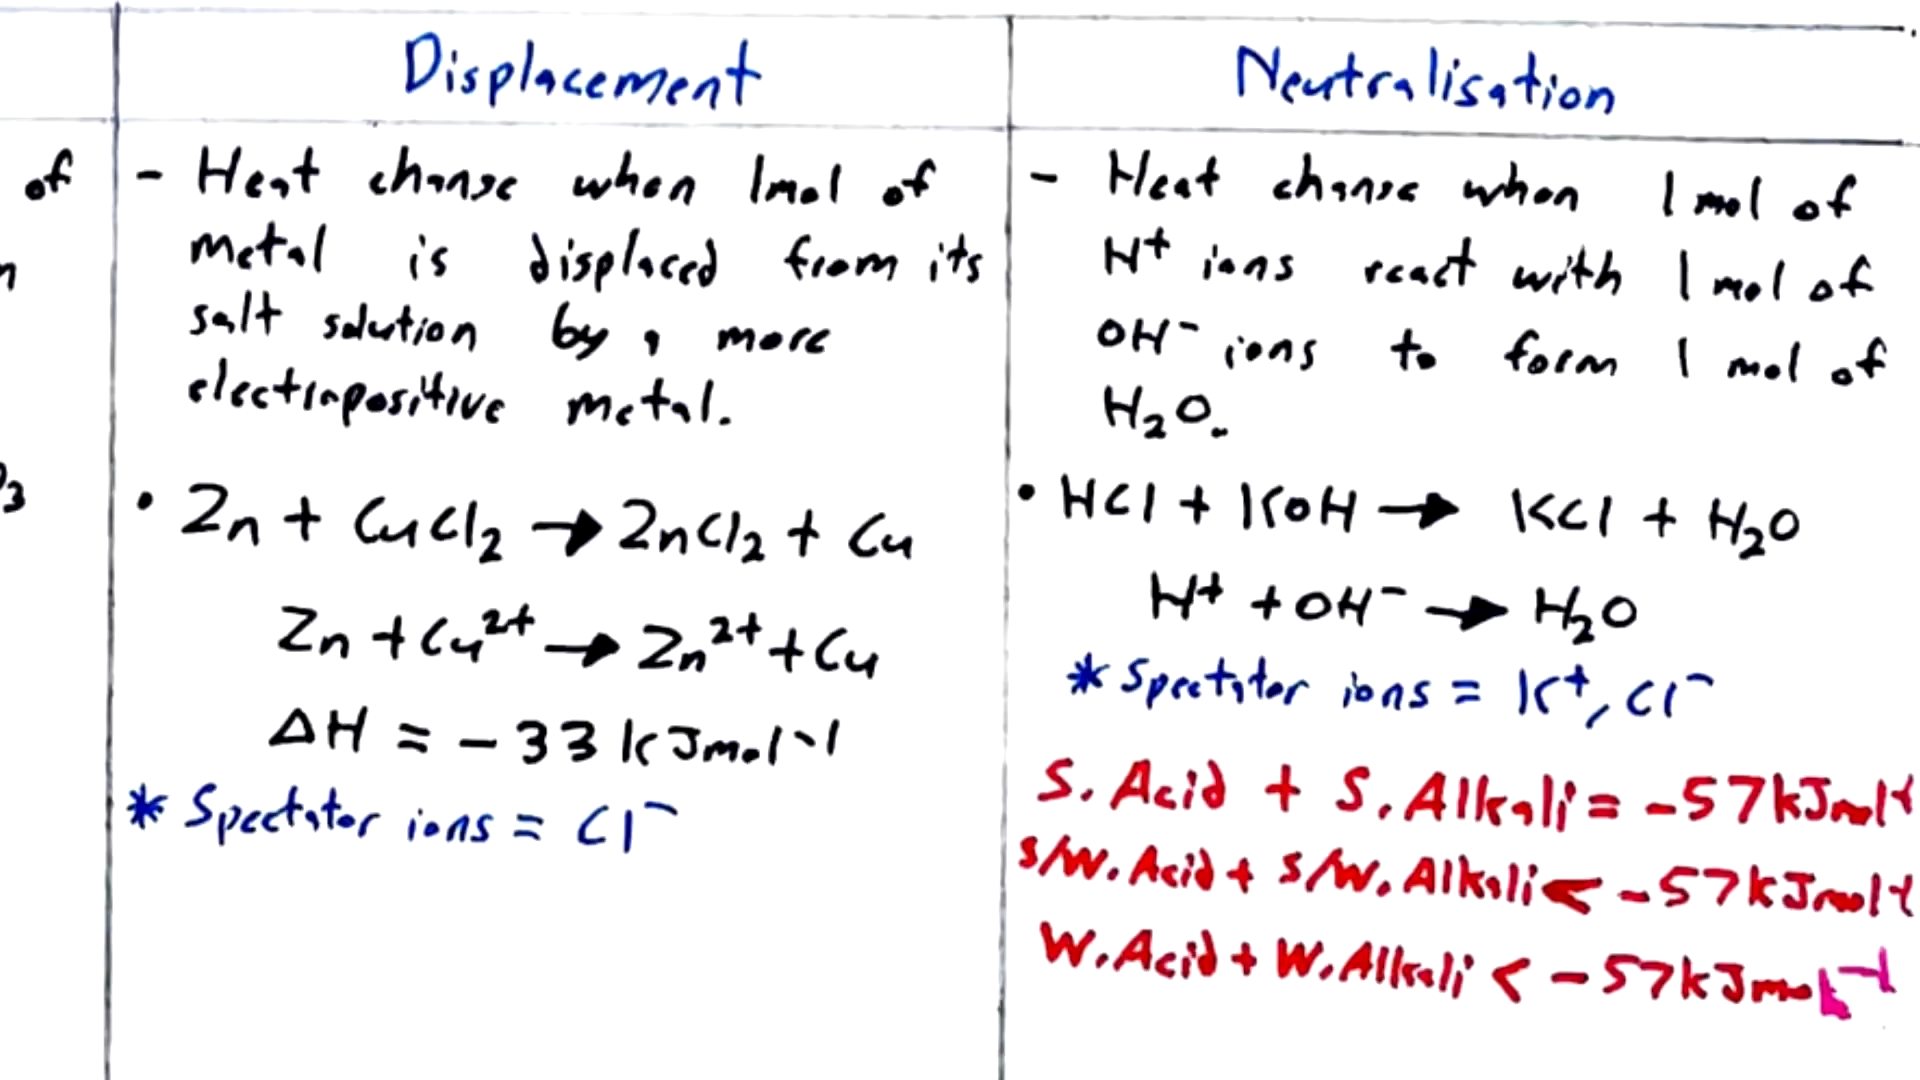 Displacement
Neutralisation
of
n
3
- Heat change when 1mol of
metal is displaced from its
salt solution by a more
electropositive metal.
• Zn + CuCl₂ → ZnCl₂ + Cu
Zn + Cu²⁺ → Zn²⁺ + Cu
ΔH = -33 kJmol⁻¹
* Spectator ions = Cl⁻
- Heat change when 1 mol of
H⁺ ions react with 1 mol of
OH⁻ ions to form 1 mol of
H₂O.
• HCl + KOH → KCl + H₂O
H⁺ + OH⁻ → H₂O
* Spectator ions = K⁺, Cl⁻
S. Acid + S. Alkali = -57kJmol⁻¹
S/W. Acid + S/W. Alkali < -57kJmol⁻¹
W. Acid + W. Alkali < -57kJmol⁻¹